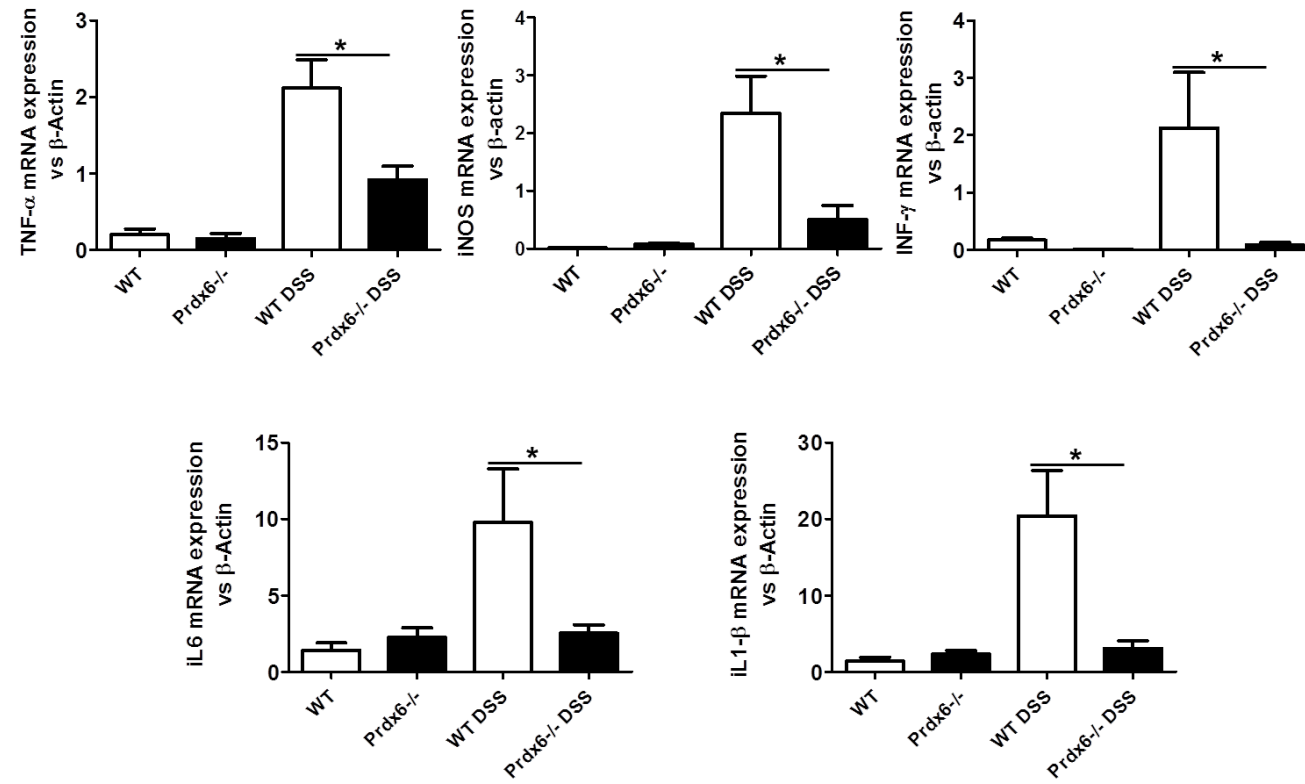 TNF-α mRNA expression
vs β-Actin
3
2
1
0
*
WT
Prdx6-/-
WT DSS
Prdx6-/- DSS
iNOS mRNA expression
vs β-actin
4
3
2
1
0
*
WT
Prdx6-/-
WT DSS
Prdx6-/- DSS
INF-γ mRNA expression
vs β-actin
4
3
2
1
0
*
WT
Prdx6-/-
WT DSS
Prdx6-/- DSS
iL6 mRNA expression
vs β-Actin
15
10
5
0
*
WT
Prdx6-/-
WT DSS
Prdx6-/- DSS
iL1-β mRNA expression
vs β-Actin
30
20
10
0
*
WT
Prdx6-/-
WT DSS
Prdx6-/- DSS